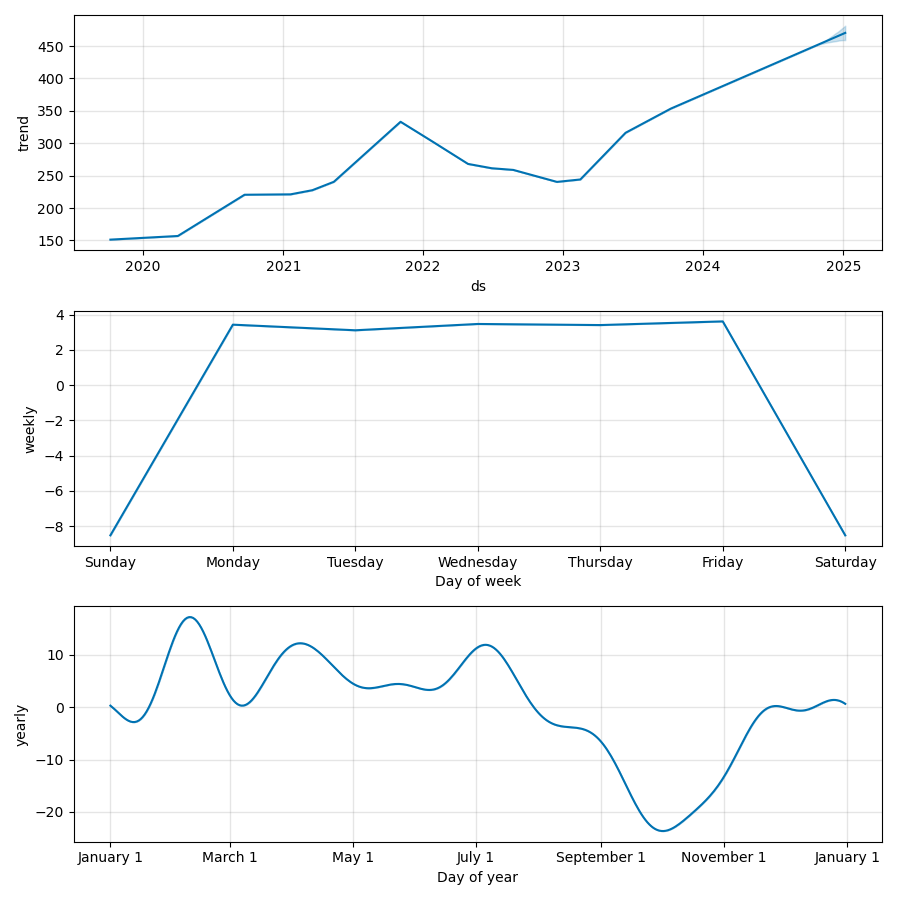 450
400
350
300
250
200
150
trend
2020 2021 2022 2023 2024 2025
ds
4
2
0
−2
−4
−6
−8
weekly
Sunday Monday Tuesday Wednesday Thursday Friday Saturday
Day of week
10
0
−10
−20
yearly
January 1 March 1 May 1 July 1 September 1 November 1 January 1
Day of year